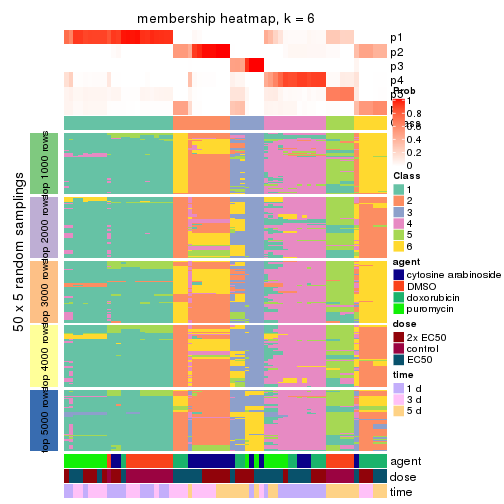 membership heatmap, k = 6
p1
p2
p3
p4
Prob
1
0.8
0.6
0.4
0.2
0
Class
1
2
3
4
5
6
agent
cytosine arabinoside
DMSO
doxorubicin
puromycin
dose
2x EC50
control
EC50
time
1 d
3 d
5 d
50 x 5 random samplings
top 1000 rows
top 2000 rows
top 3000 rows
top 4000 rows
top 5000 rows
agent
dose
time